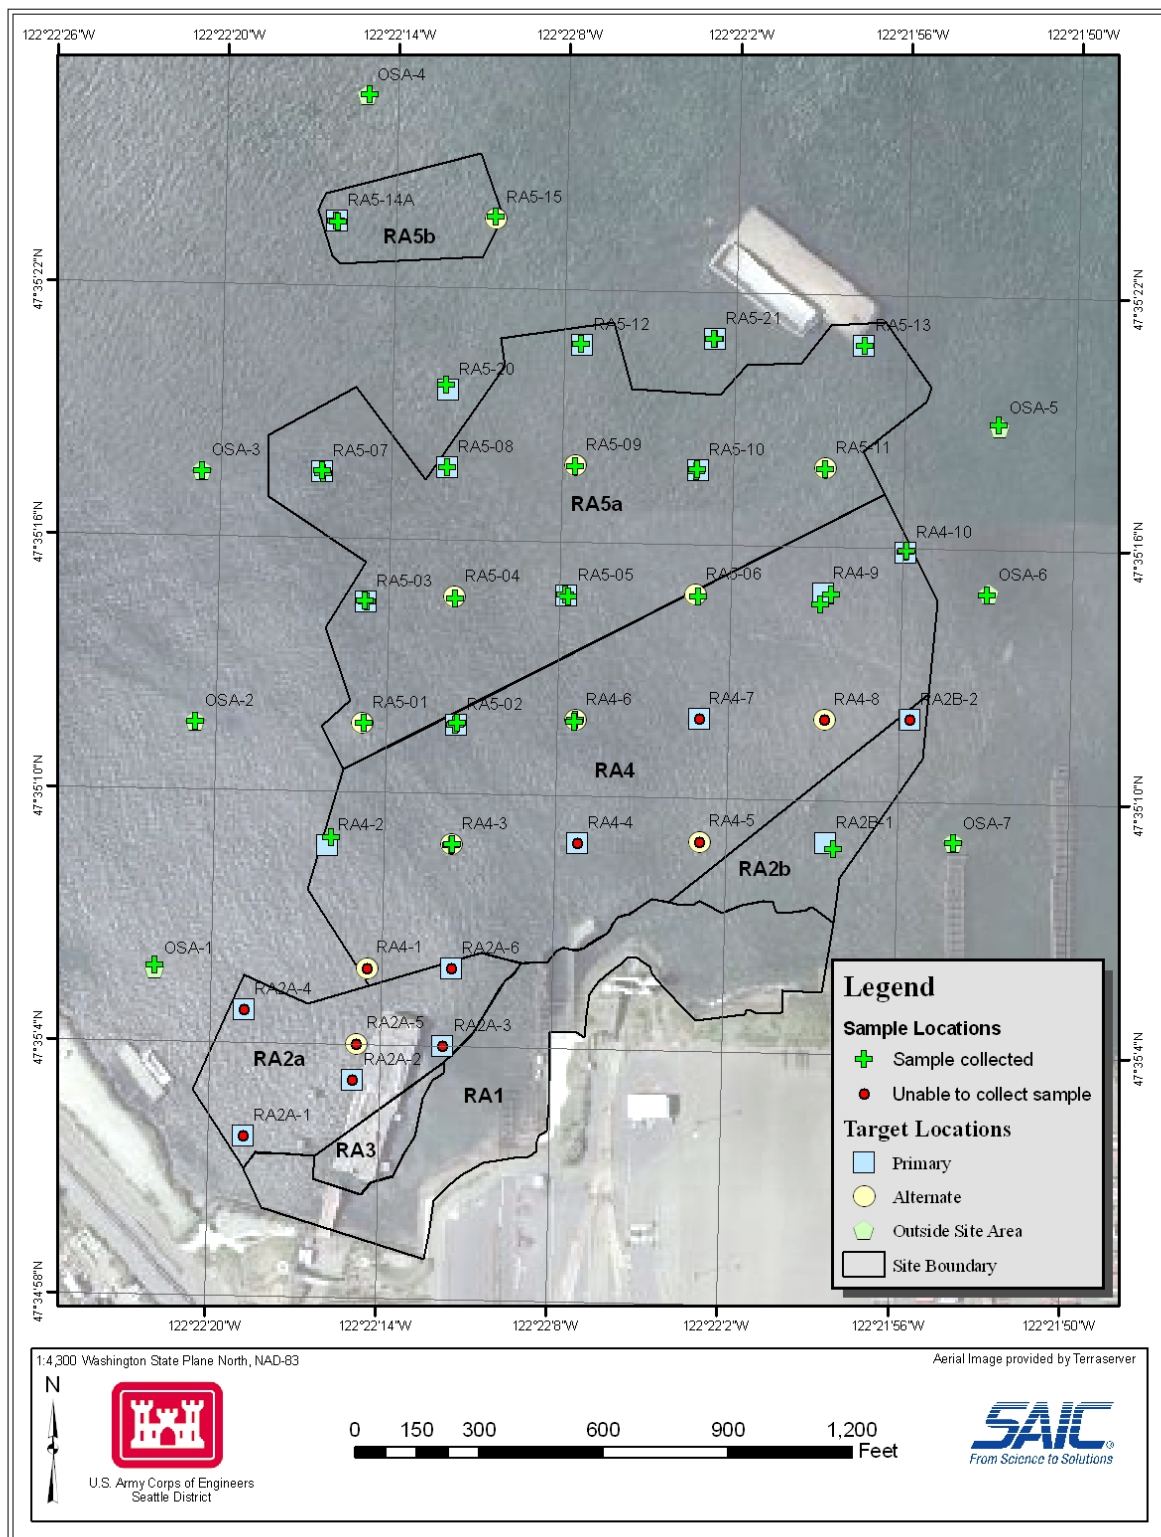 122°22'26"W 122°22'20"W 122°22'14"W 122°22'8"W 122°22'2"W 122°21'56"W 122°21'50"W
OSA-4
RA5-14A
RA5-15
RA5b
47°35'22"N
47°35'22"N
RA5-12
RA5-21
RA5-13
RA5-20
OSA-5
OSA-3
RA5-07
RA5-08
RA5-09
RA5-10
RA5-11
RA5a
47°35'16"N
47°35'16"N
RA4-10
RA5-03
RA5-04
RA5-05
RA5-06
RA4-9
OSA-6
OSA-2
RA5-01
RA5-02
RA4-6
RA4-7
RA4-8
RA2B-2
RA4
47°35'10"N
47°35'10"N
RA4-2
RA4-3
RA4-4
RA4-5
RA2B-1
OSA-7
RA2b
OSA-1
RA4-1
RA2A-6
RA2A-4
RA2A-5
RA2A-3
47°35'4"N
47°35'4"N
RA2a
RA2A-2
RA1
RA2A-1
RA3
47°34'58"N
Legend
Sample Locations
Sample collected
Unable to collect sample
Target Locations
Primary
Alternate
Outside Site Area
Site Boundary
122°22'20"W 122°22'14"W 122°22'8"W 122°22'2"W 122°21'56"W 122°21'50"W
1:4,300 Washington State Plane North, NAD-83
Aerial Image provided by Terraserver
N
U.S. Army Corps of Engineers
Seattle District
0 150 300 600 900 1,200
Feet
SAIC®
From Science to Solutions